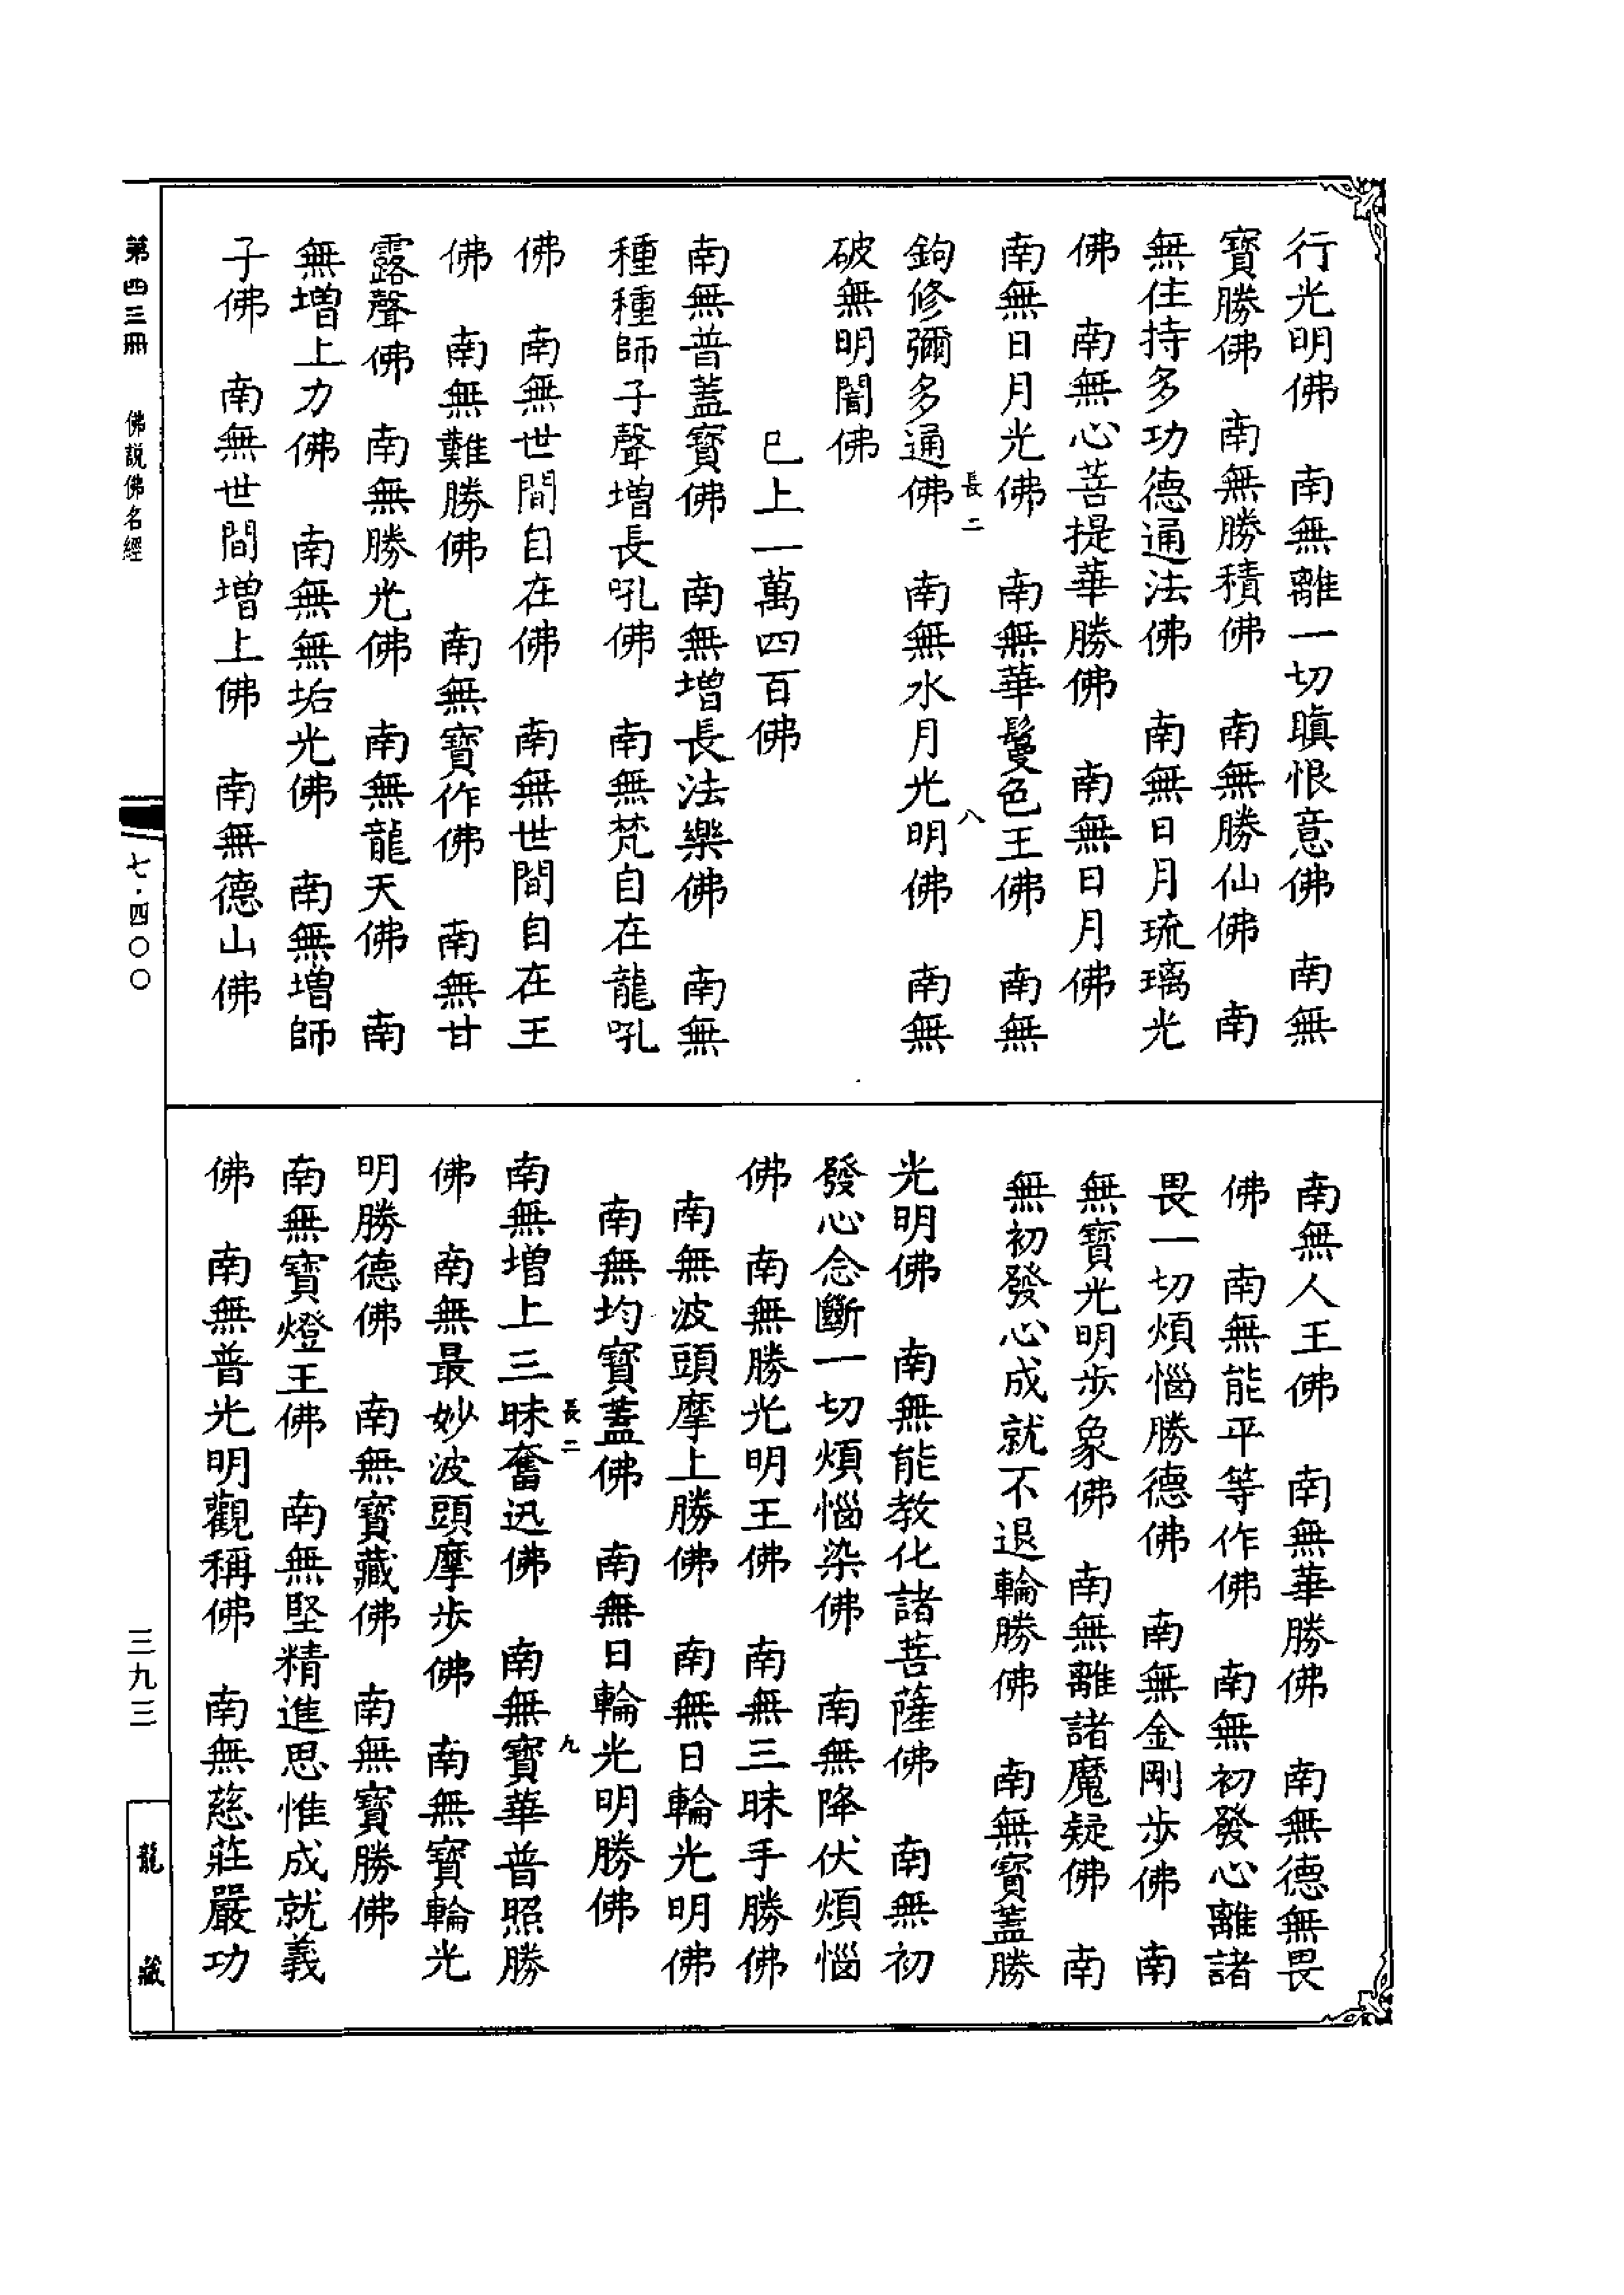 行光明佛　南無離一切瞋恨意佛　南無
寶勝佛　南無勝積佛　南無勝仙佛　南
無住持多功德通法佛　南無日月琉璃光
佛　南無心菩提華勝佛　南無日月佛
南無日月光佛　南無華鬘色王佛　南無
長二　八
鉤修彌多通佛　南無水月光明佛　南無
破無明闇佛
巳上一萬四百佛
南無普蓋寶佛　南無增長法樂佛　南無
種種師子聲增長吼佛　南無梵自在龍吼
佛　南無世間自在佛　南無世間自在王
佛　南無難勝佛　南無寶作佛　南無甘
露聲佛　南無勝光佛　南無龍天佛　南
無增上力佛　南無無垢光佛　南無增師
子佛　南無世間增上佛　南無德山佛
南無人王佛　南無華勝佛　南無德無畏
佛　南無能平等作佛　南無初發心離諸
畏一切煩惱勝德佛　南無金剛步佛　南
無寶光明步象佛　南無離諸魔疑佛　南
無初發心成就不退輪勝佛　南無寶蓋勝
光明佛　南無能教化諸菩薩佛　南無初
發心念斷一切煩惱染佛　南無降伏煩惱
佛　南無勝光明王佛　南無三昧手勝佛
南無波頭摩上勝佛　南無日輪光明佛
南無均寶蓋佛　南無日輪光明勝佛
長二　九
南無增上三昧奮迅佛　南無寶華普照勝
佛　南無最妙波頭摩步佛　南無寶輪光
明勝德佛　南無寶藏佛　南無寶勝佛
南無寶燈王佛　南無堅精進思惟成就義
佛　南無普光明觀稱佛　南無慈莊嚴功
第四三冊　佛說佛名經　七·四〇〇　三九三　龍藏